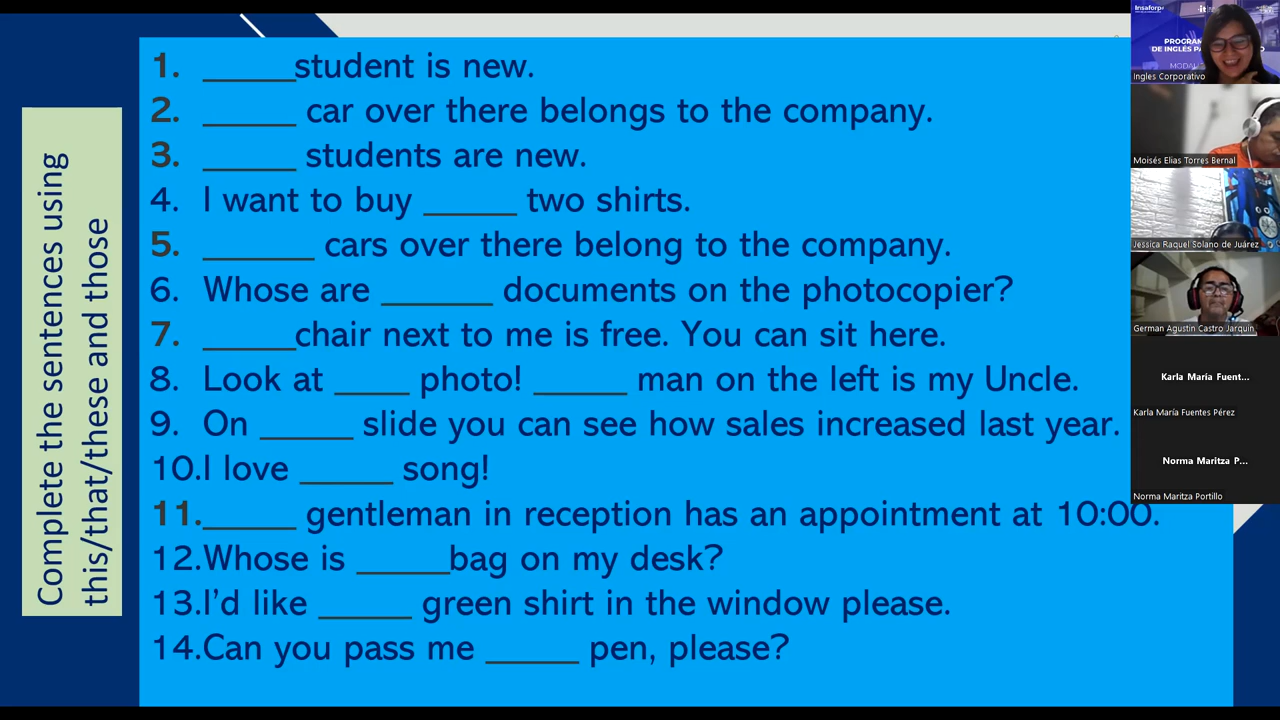 Complete the sentences using
this/that/these and those
1. ______student is new.
2. ______ car over there belongs to the company.
3. ______ students are new.
4. I want to buy ______ two shirts.
5. _______ cars over there belong to the company.
6. Whose are _______ documents on the photocopier?
7. ______chair next to me is free. You can sit here.
8. Look at _____ photo! ______ man on the left is my Uncle.
9. On ______ slide you can see how sales increased last year.
10.I love ______ song!
11.______ gentleman in reception has an appointment at 10:00.
12.Whose is ______bag on my desk?
13.I’d like ______ green shirt in the window please.
14.Can you pass me ______ pen, please?
Insaforp
Ingles Corporativo
Moisés Elias Torres Bernal
Jessica Raquel Solano de Juárez
German Agustin Castro Jarquin
Karla María Fuent...
Karla María Fuentes Pérez
Norma Maritza P...
Norma Maritza Portillo